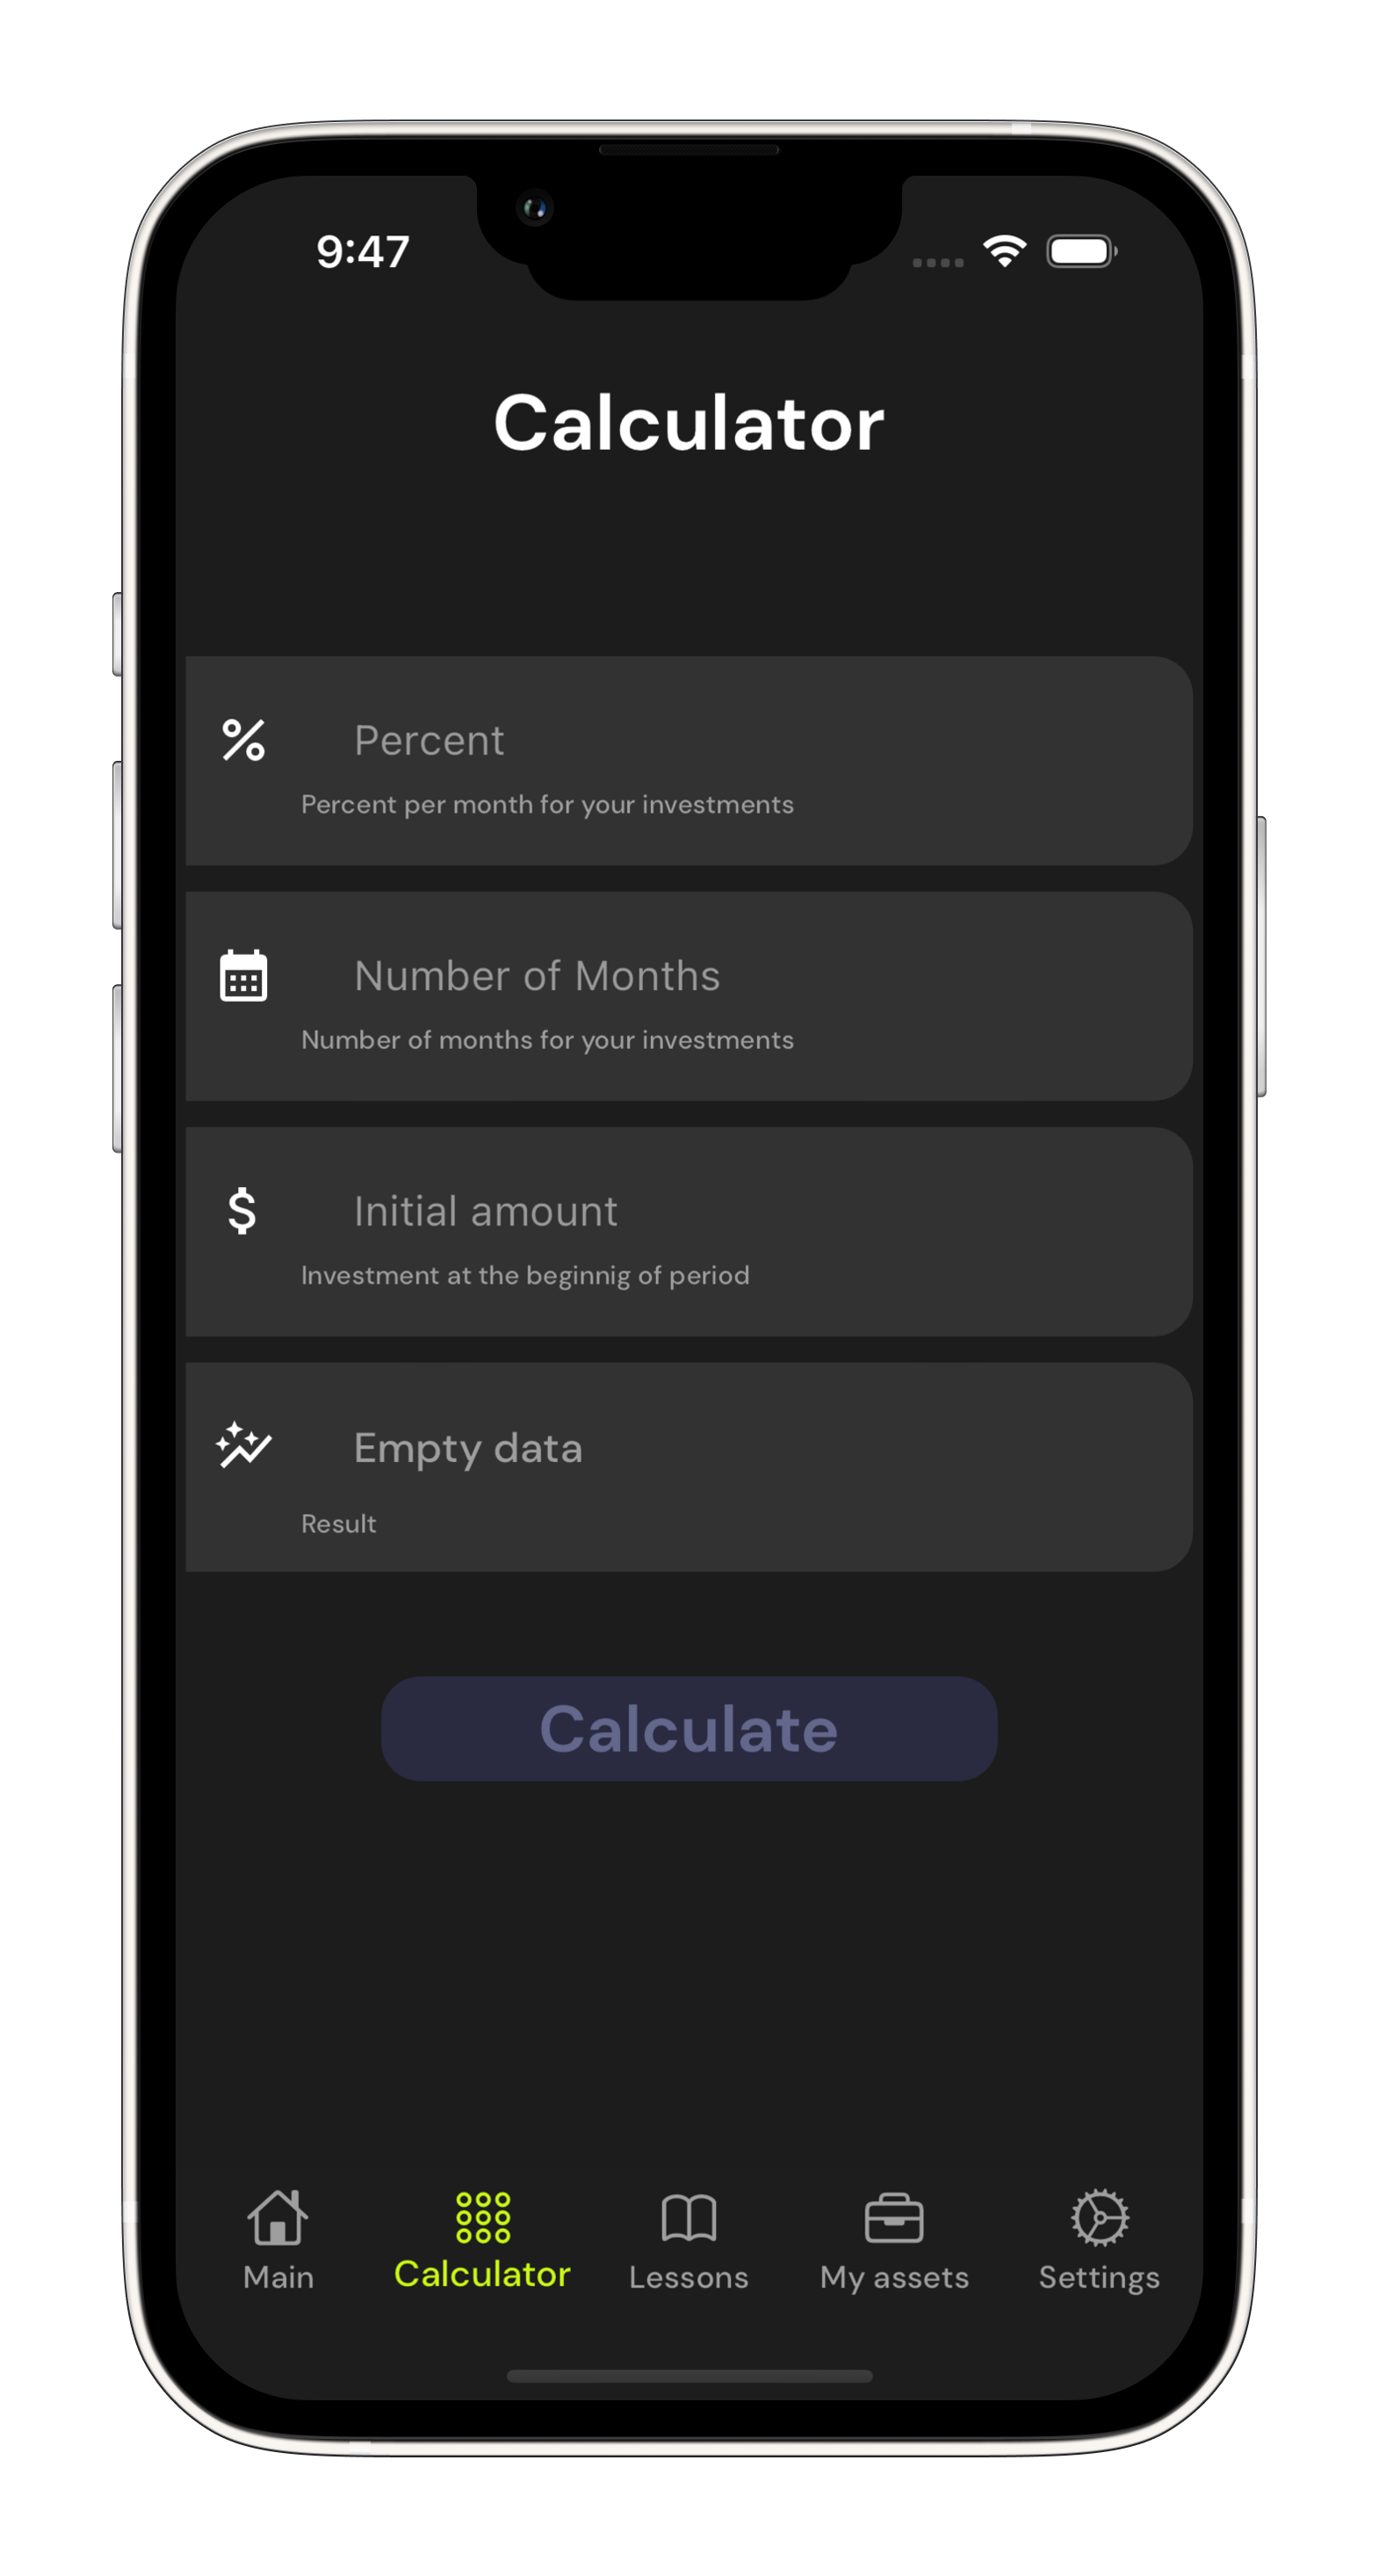 9:47
Calculator
%
Percent
Percent per month for your investments
Number of Months
Number of months for your investments
$
Initial amount
Investment at the beginnig of period
Empty data
Result
Calculate
Main
Calculator
Lessons
My assets
Settings